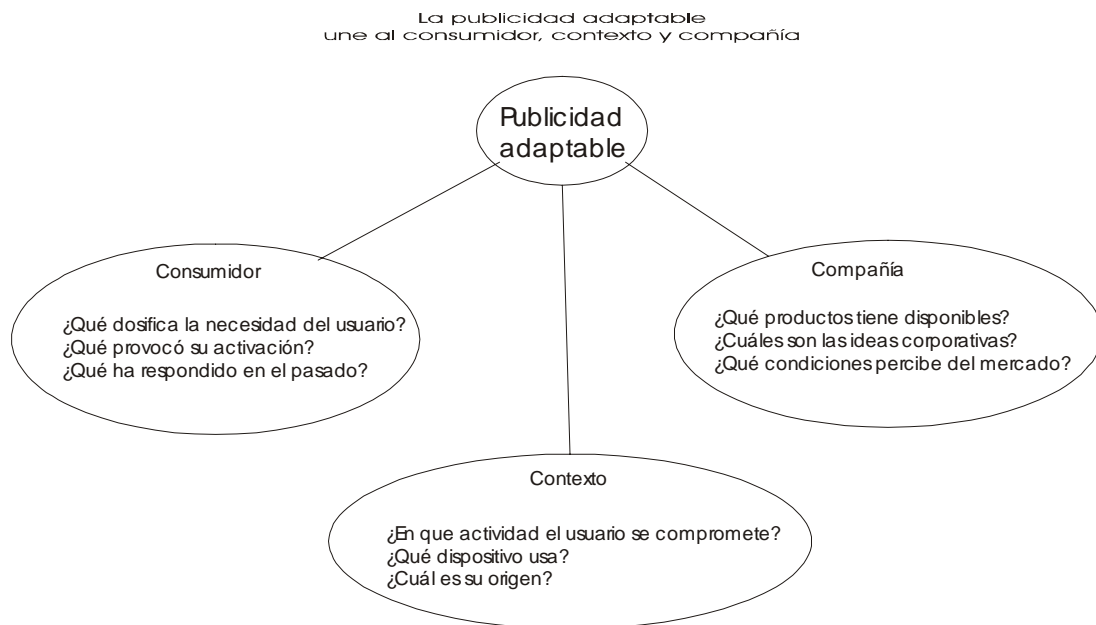 La publicidad adaptable
une al consumidor, contexto y compañía
Publicidad
adaptable
Consumidor
¿Qué dosifica la necesidad del usuario?
¿Qué provocó su activación?
¿Qué ha respondido en el pasado?
Compañía
¿Qué productos tiene disponibles?
¿Cuáles son las ideas corporativas?
¿Qué condiciones percibe del mercado?
Contexto
¿En que actividad el usuario se compromete?
¿Qué dispositivo usa?
¿Cuál es su origen?